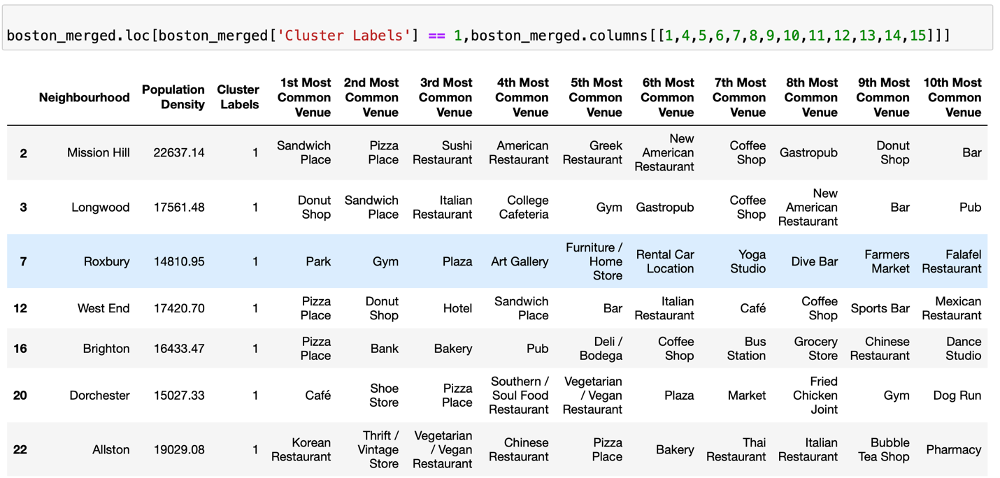 boston_merged.loc[boston_merged['Cluster Labels'] == 1,boston_merged.columns[[1,4,5,6,7,8,9,10,11,12,13,14,15]]]
Neighbourhood Population Density Cluster Labels 1st Most Common Venue 2nd Most Common Venue 3rd Most Common Venue 4th Most Common Venue 5th Most Common Venue 6th Most Common Venue 7th Most Common Venue 8th Most Common Venue 9th Most Common Venue 10th Most Common Venue
2 Mission Hill 22637.14 1 Sandwich Place Pizza Place Sushi Restaurant American Restaurant Greek Restaurant New American Restaurant Coffee Shop Gastropub Donut Shop Bar
3 Longwood 17561.48 1 Donut Shop Sandwich Place Italian Restaurant College Cafeteria Gym Gastropub Coffee Shop New American Restaurant Bar Pub
7 Roxbury 14810.95 1 Park Gym Plaza Art Gallery Furniture / Home Store Rental Car Location Yoga Studio Dive Bar Farmers Market Falafel Restaurant
12 West End 17420.70 1 Pizza Place Donut Shop Hotel Sandwich Place Bar Italian Restaurant Café Coffee Shop Sports Bar Mexican Restaurant
16 Brighton 16433.47 1 Pizza Place Bank Bakery Pub Deli / Bodega Coffee Shop Bus Station Grocery Store Chinese Restaurant Dance Studio
20 Dorchester 15027.33 1 Café Shoe Store Pizza Place Southern / Soul Food Restaurant Vegetarian / Vegan Restaurant Plaza Market Fried Chicken Joint Gym Dog Run
22 Allston 19029.08 1 Korean Restaurant Thrift / Vintage Store Vegetarian / Vegan Restaurant Chinese Restaurant Pizza Place Bakery Thai Restaurant Italian Restaurant Bubble Tea Shop Pharmacy